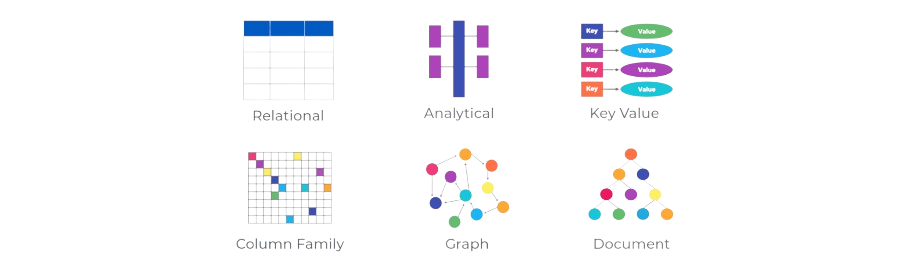 Relational
Analytical
Key Value
Key Value
Key Value
Key Value
Key Value
Column Family
Graph
Document